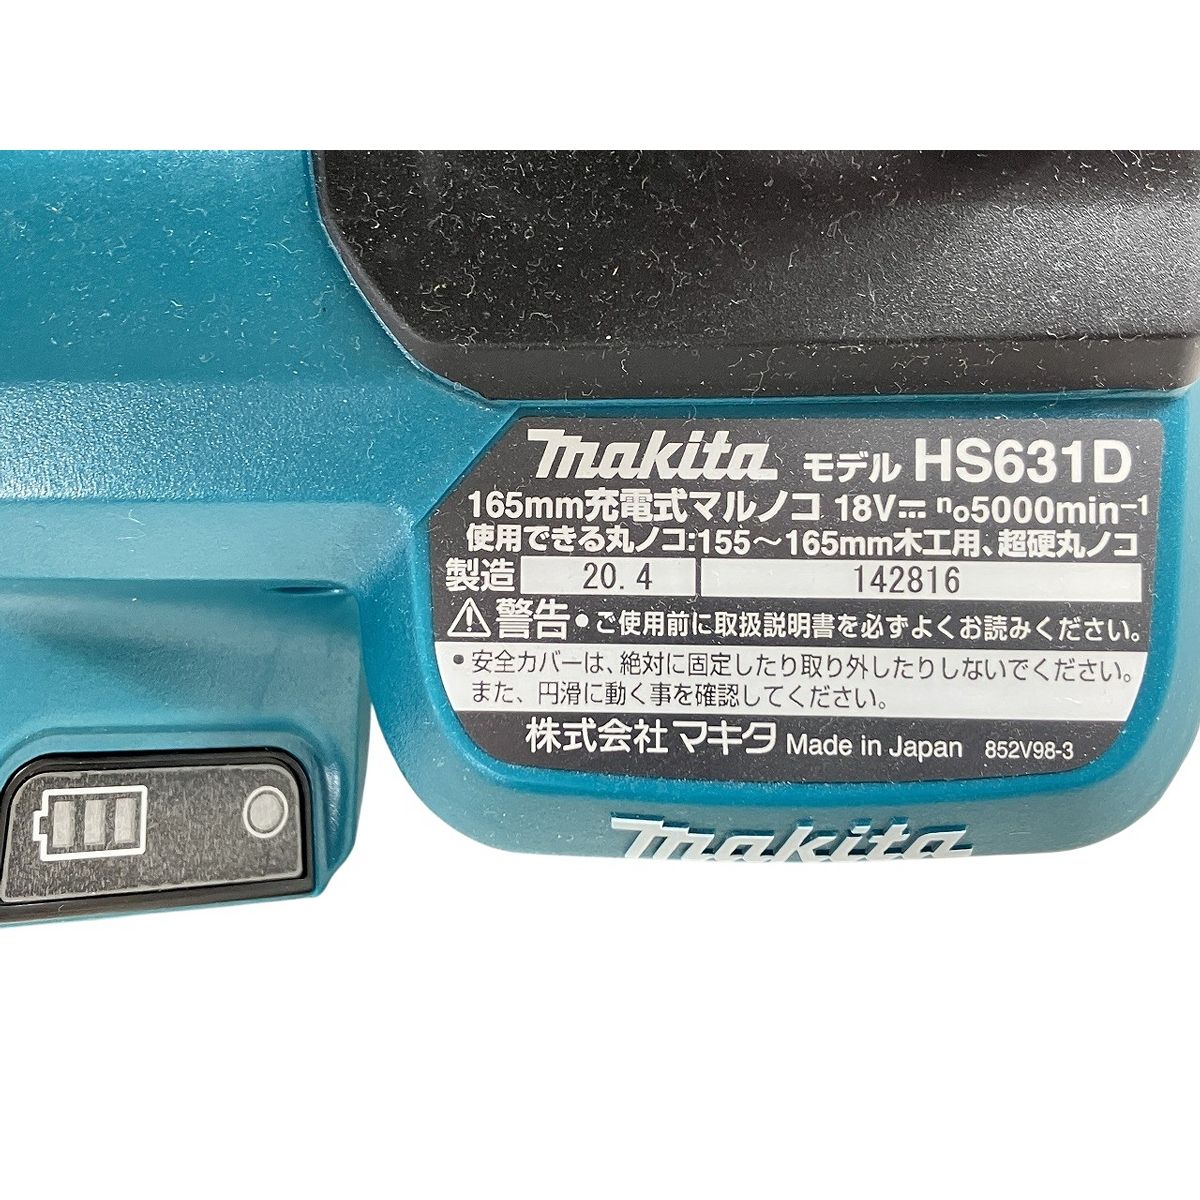 makita モデル HS631D
165mm充電式マルノコ 18V⎓ no5000min-1
使用できる丸ノコ:155～165mm木工用、超硬丸ノコ
製造 20.4 142816
⚠警告•ご使用前に取扱説明書を必ずよくお読みください。
•安全カバーは、絶対に固定したり取り外したりしないでください。
また、円滑に動く事を確認してください。
株式会社マキタ Made in Japan 852V98-3
makita